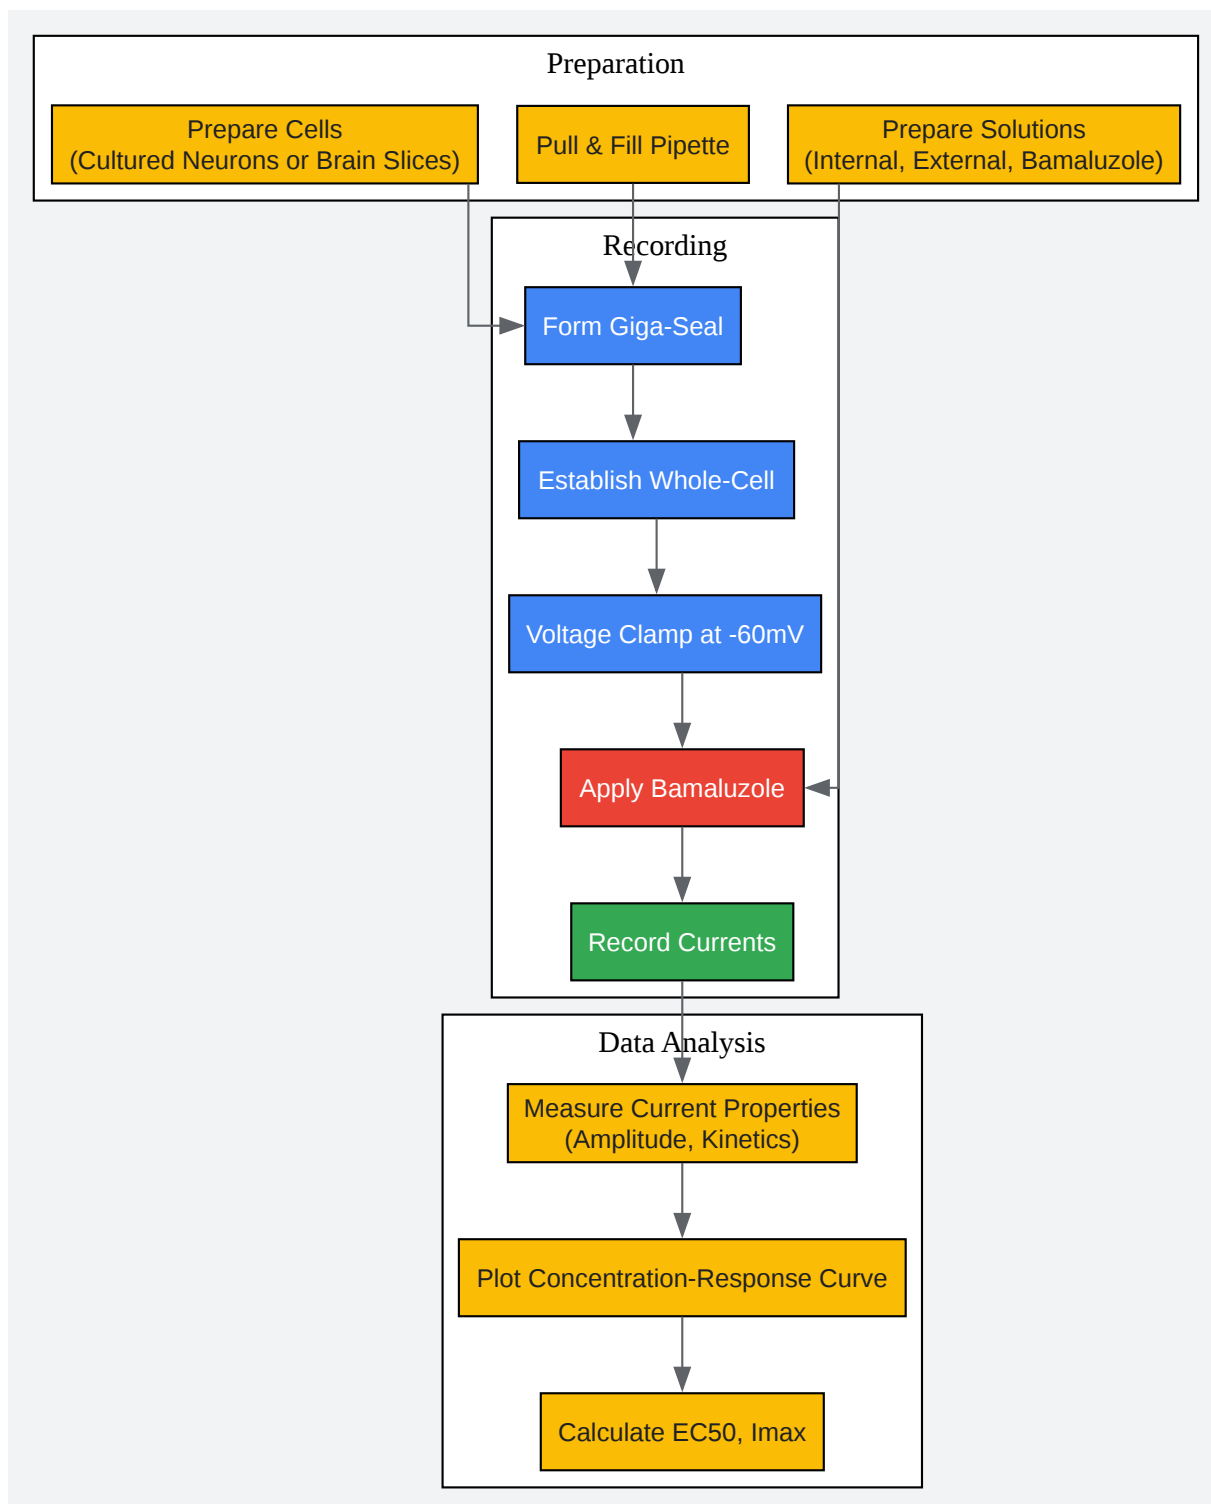 Preparation
Prepare Cells
(Cultured Neurons or Brain Slices)
Pull & Fill Pipette
Prepare Solutions
(Internal, External, Bamaluzole)
Recording
Form Giga-Seal
Establish Whole-Cell
Voltage Clamp at -60mV
Apply Bamaluzole
Record Currents
Data Analysis
Measure Current Properties
(Amplitude, Kinetics)
Plot Concentration-Response Curve
Calculate EC50, Imax